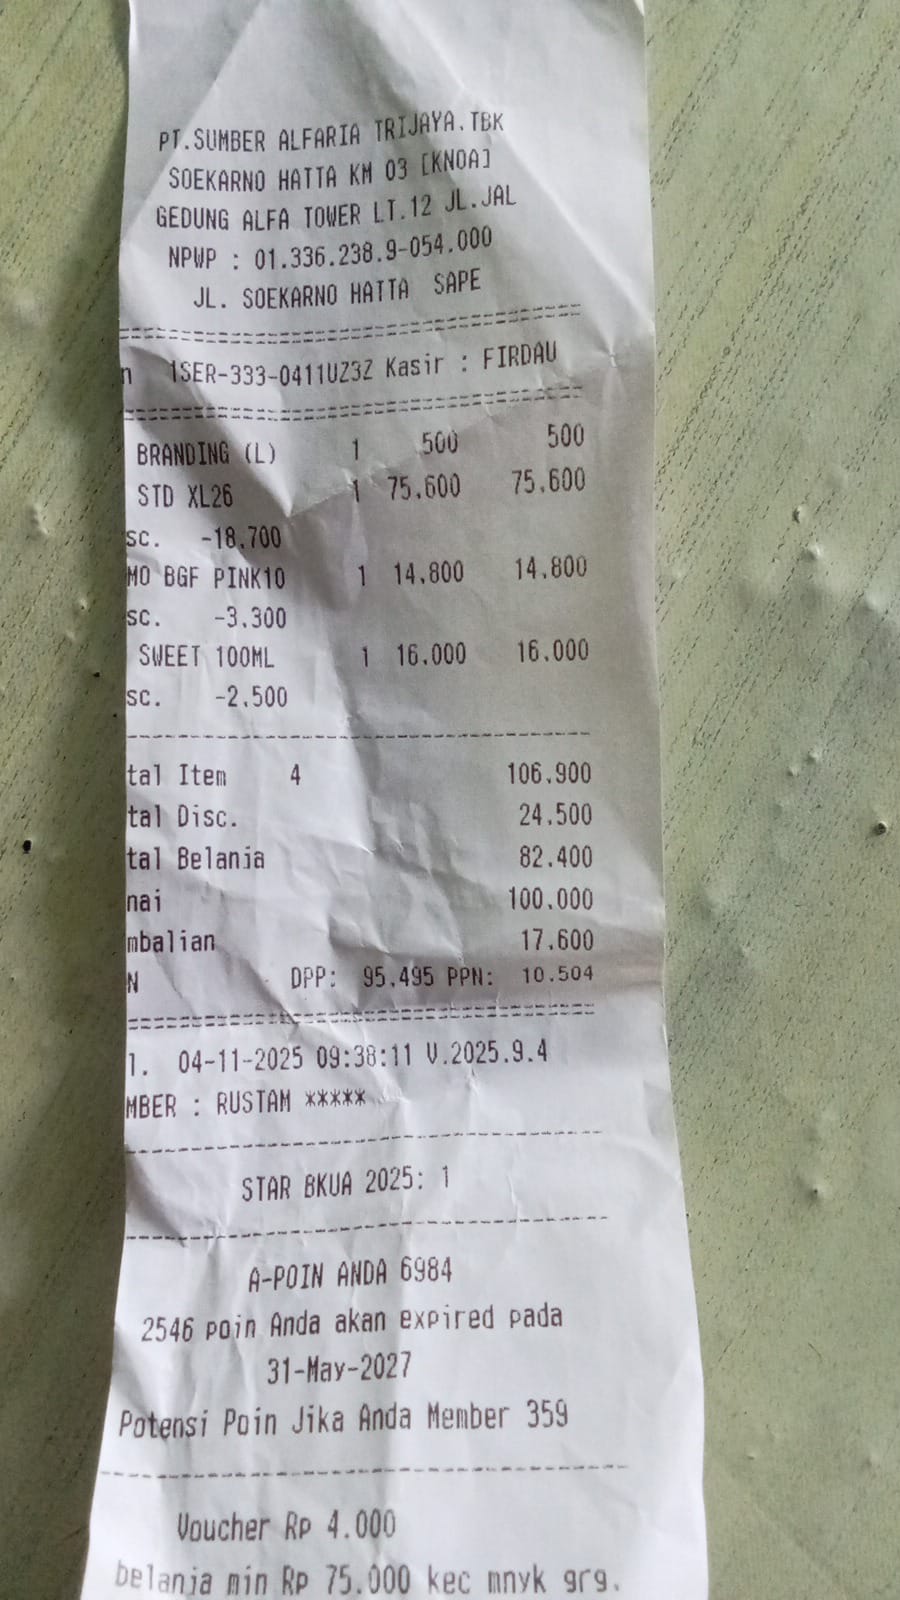 PT.SUMBER ALFARIA TRIJAYA.TBK
SOEKARNO HATTA KM 03 [KNOA]
GEDUNG ALFA TOWER LT.12 JL.JAL
NPWP : 01.336.238.9-054.000
JL. SOEKARNO HATTA SAPE
n 1SER-333-0411UZ3Z Kasir : FIRDAU
BRANDING (L) 1 500 500
STD XL26 1 75.600 75.600
sc. -18.700
MO BGF PINK10 1 14.800 14.800
sc. -3.300
SWEET 100ML 1 16.000 16.000
sc. -2.500
tal Item 4 106.900
tal Disc. 24.500
tal Belanja 82.400
nai 100.000
mbalian 17.600
N DPP: 95.495 PPN: 10.504
1. 04-11-2025 09:38:11 V.2025.9.4
MBER : RUSTAM *****
STAR BKUA 2025: 1
A-POIN ANDA 6984
2546 poin Anda akan expired pada
31-May-2027
Potensi Poin Jika Anda Member 359
Voucher Rp 4.000
belanja min Rp 75.000 kec mnyk grg.